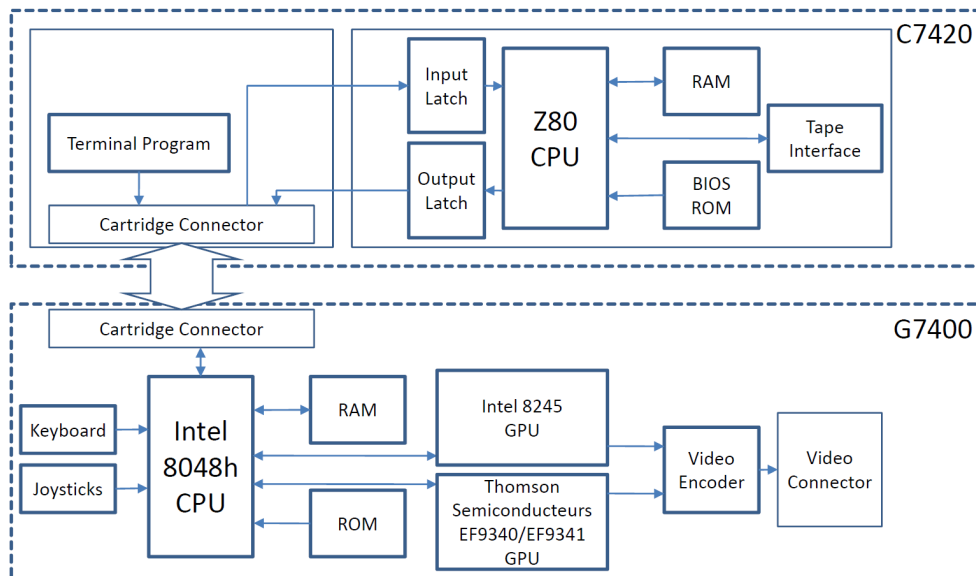 C7420
Input
Latch
Z80
CPU
RAM
Tape
Interface
Terminal Program
Output
Latch
BIOS
ROM
Cartridge Connector
Cartridge Connector
G7400
Keyboard
Joysticks
Intel
8048h
CPU
RAM
ROM
Intel 8245
GPU
Thomson
Semiconducteurs
EF9340/EF9341
GPU
Video
Encoder
Video
Connector